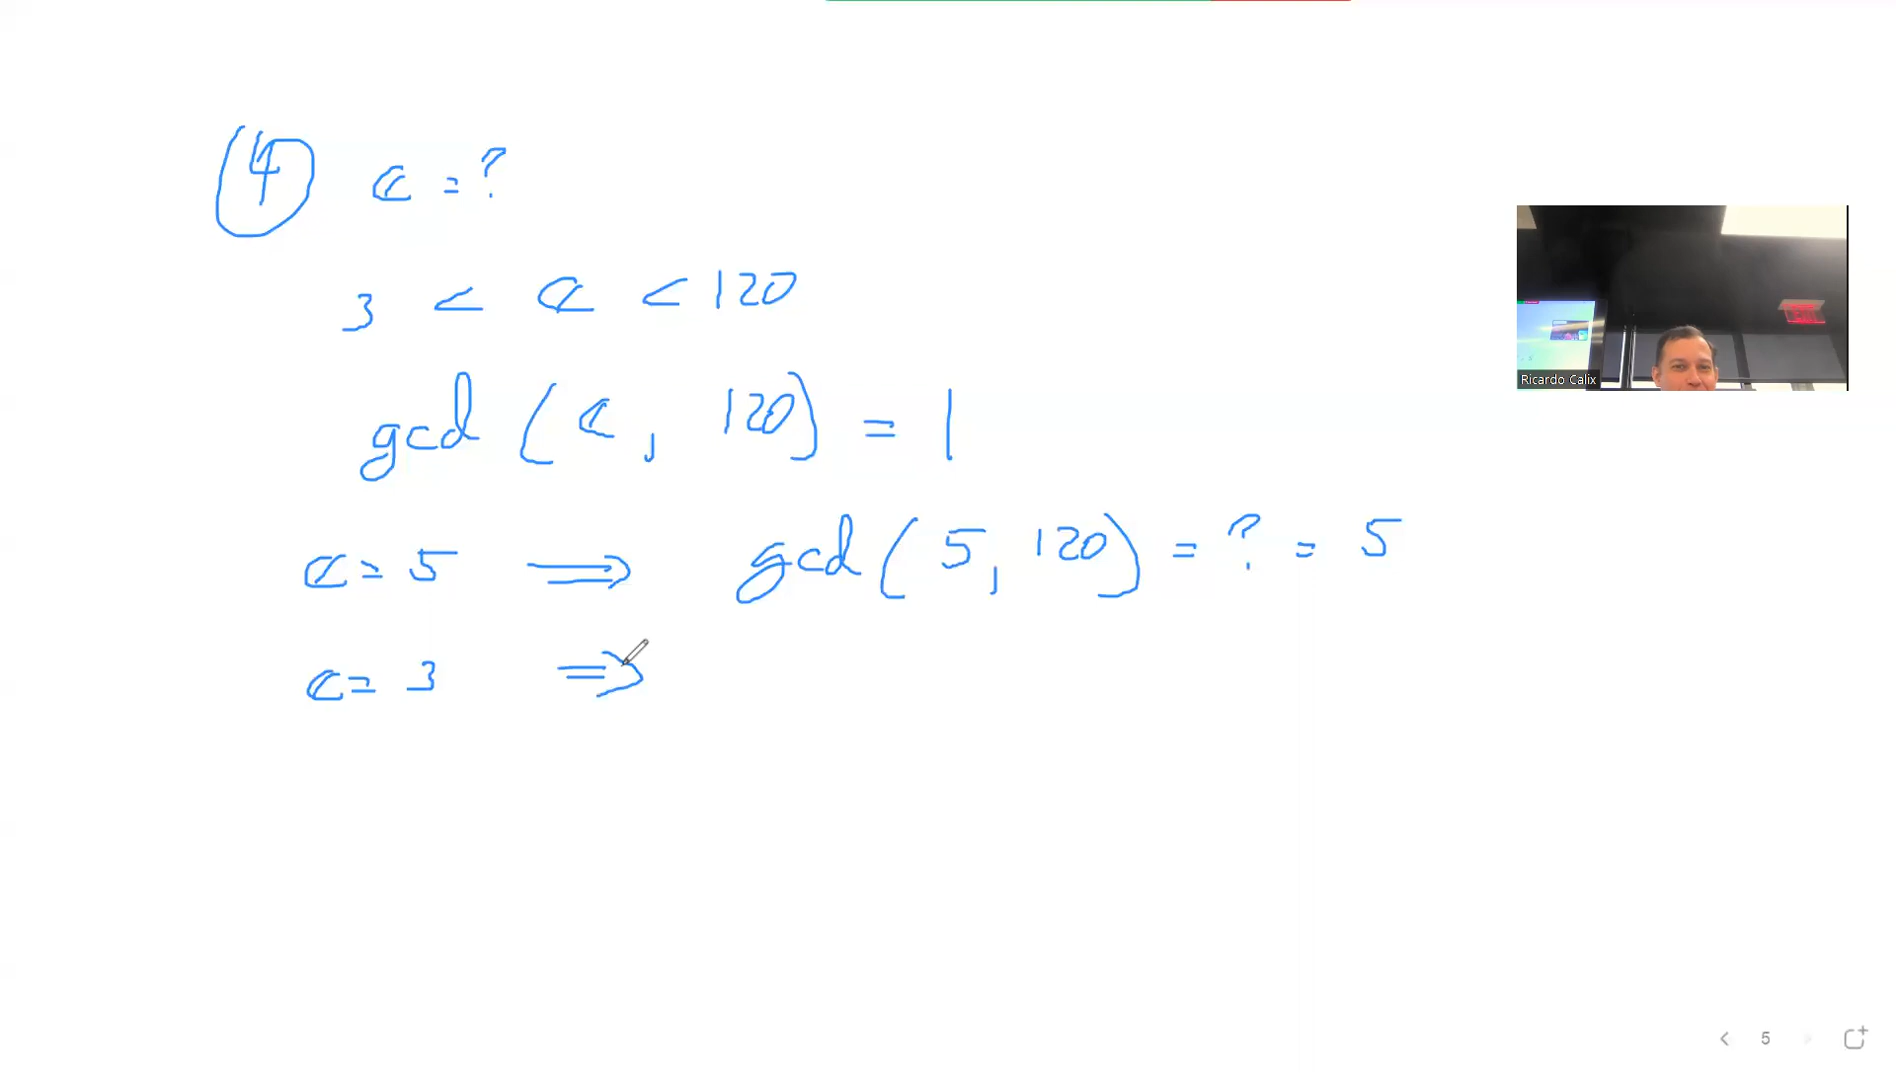 ④ e = ?
3 < e < 120
gcd ( e, 120) = 1
e = 5 ⟹ gcd ( 5, 120) = ? = 5
e = 3 ⟹
Ricardo Calix
5